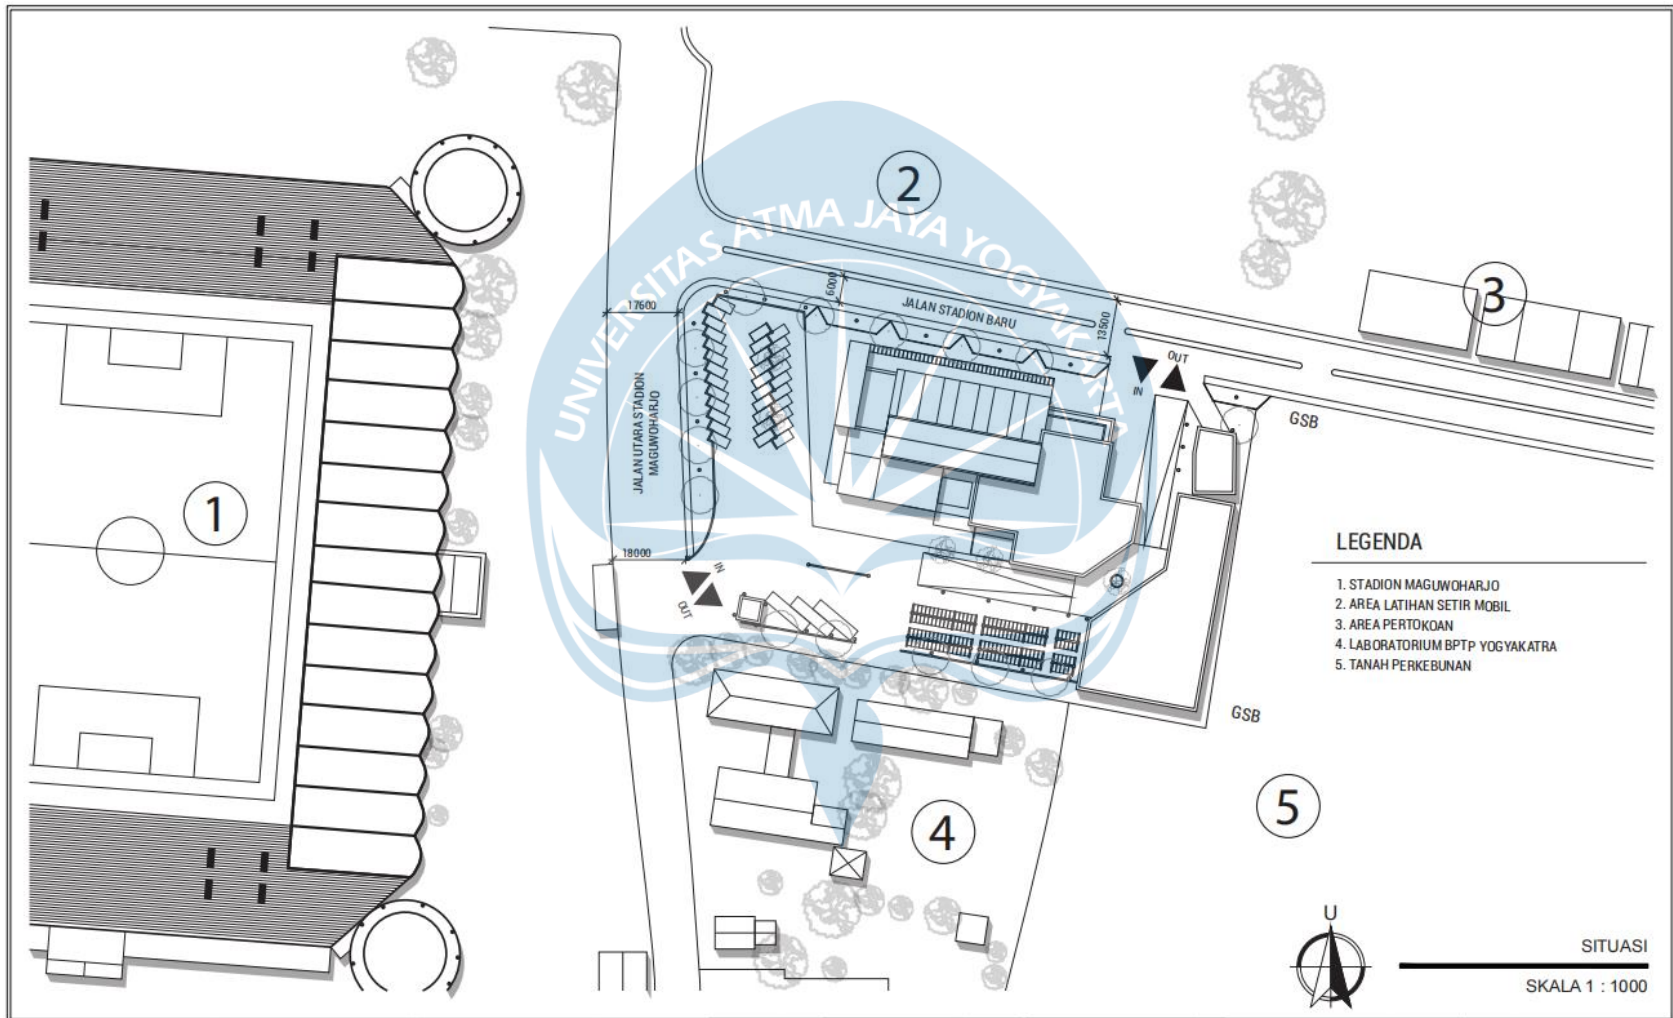 UNIVERSITAS ATMA JAYA YOGYAKARTA
2
3
17600
6000
JALAN STADION BARU
13500
IN
OUT
GSB
JALAN UTARA STADION
MAGUWOHARJO
1
18000
IN
OUT
GSB
4
5
LEGENDA
1. STADION MAGUWOHARJO
2. AREA LATIHAN SETIR MOBIL
3. AREA PERTOKOAN
4. LABORATORIUM BPTP YOGYAKATRA
5. TANAH PERKEBUNAN
U
SITUASI
SKALA 1 : 1000